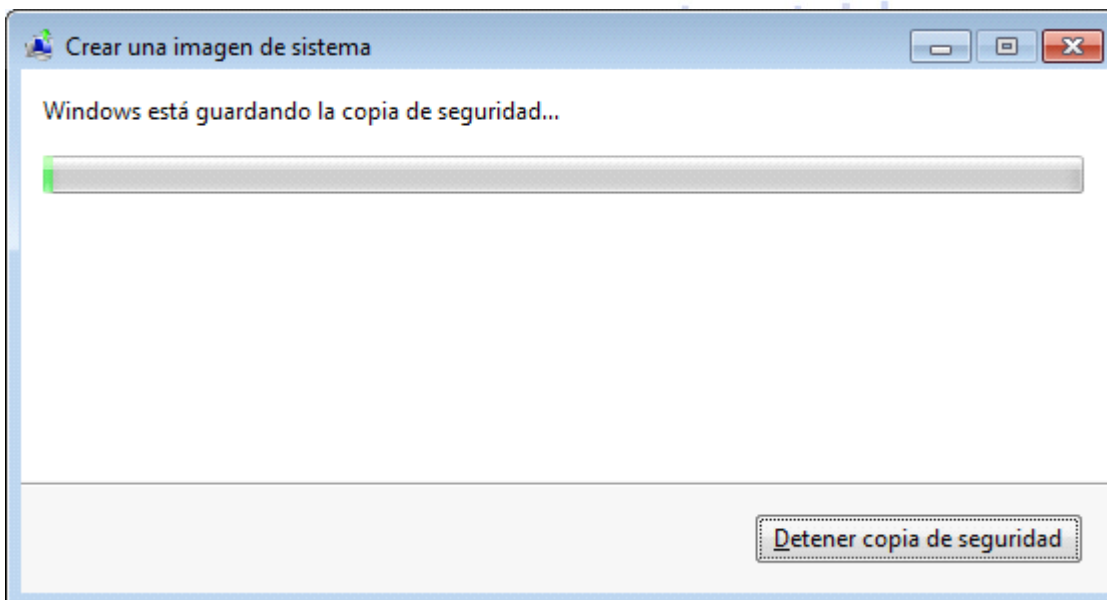 Crear una imagen de sistema
Windows está guardando la copia de seguridad...
Detener copia de seguridad